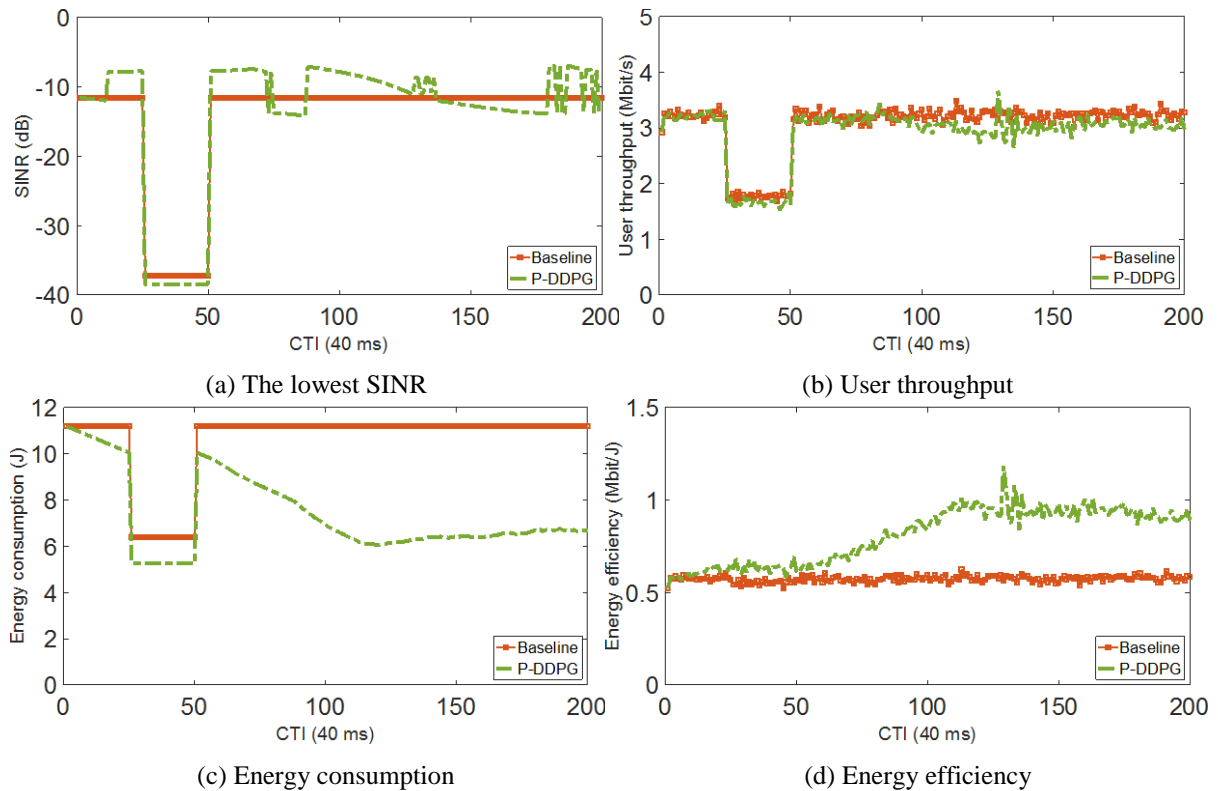 0
-10
-20
-30
-40
SINR (dB)
0 50 100 150 200
CTI (40 ms)
Baseline
P-DDPG
(a) The lowest SINR
5
4
3
2
1
0
User throughput (Mbit/s)
0 50 100 150 200
CTI (40 ms)
Baseline
P-DDPG
(b) User throughput
12
10
8
6
4
2
0
Energy consumption (J)
0 50 100 150 200
CTI (40 ms)
Baseline
P-DDPG
(c) Energy consumption
1.5
1
0.5
0
Energy efficiency (Mbit/J)
0 50 100 150 200
CTI (40 ms)
Baseline
P-DDPG
(d) Energy efficiency